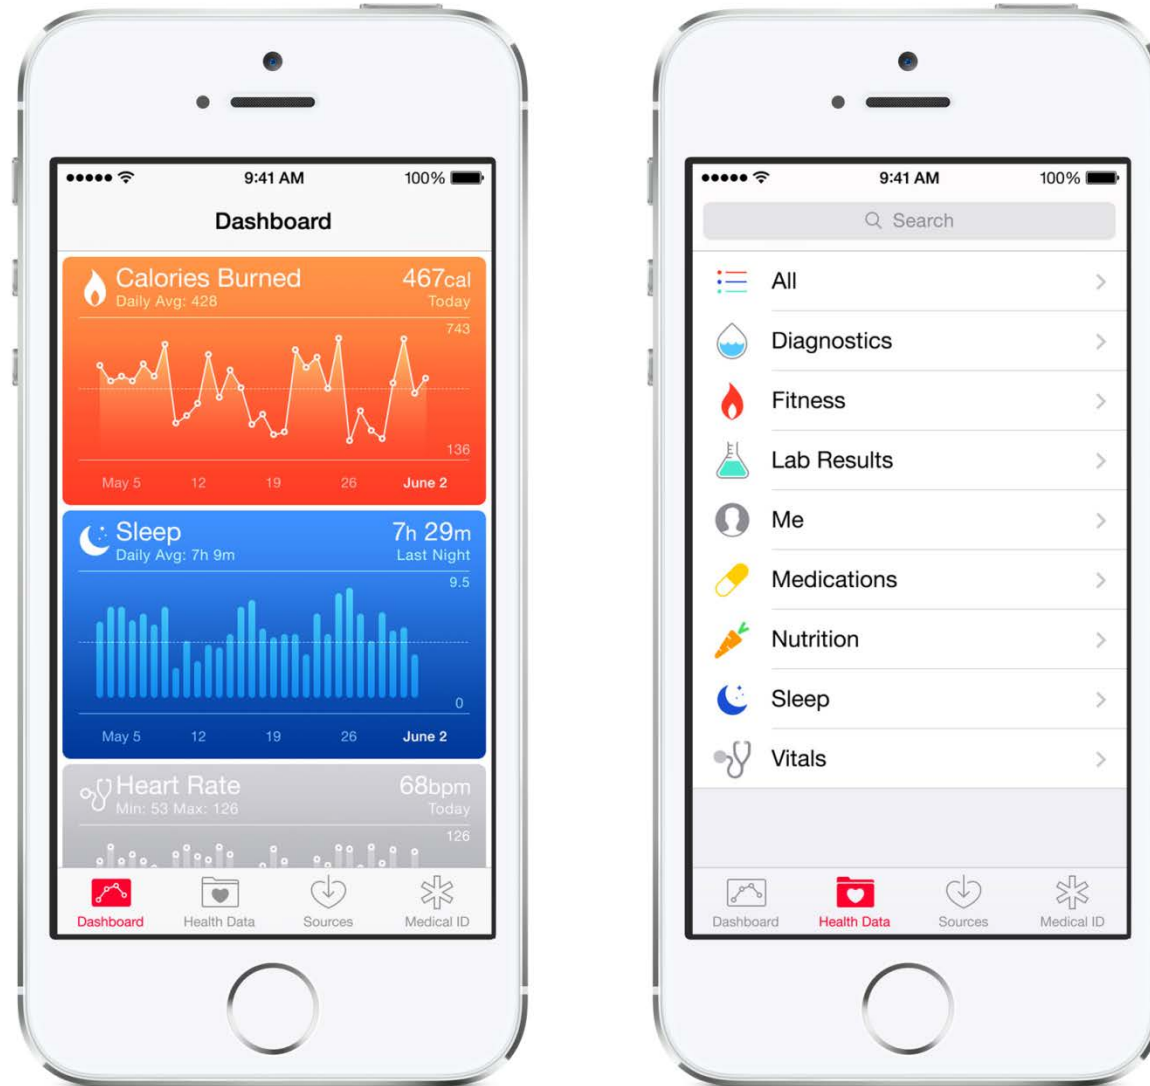 9:41 AM 100%
Dashboard
Calories Burned 467cal
Daily Avg: 428 Today
743
136
May 5 12 19 26 June 2
Sleep 7h 29m
Daily Avg: 7h 9m Last Night
9.5
0
May 5 12 19 26 June 2
Heart Rate 68bpm
Min: 53 Max: 126 Today
126
Dashboard Health Data Sources Medical ID
9:41 AM 100%
Search
All
Diagnostics
Fitness
Lab Results
Me
Medications
Nutrition
Sleep
Vitals
Dashboard Health Data Sources Medical ID